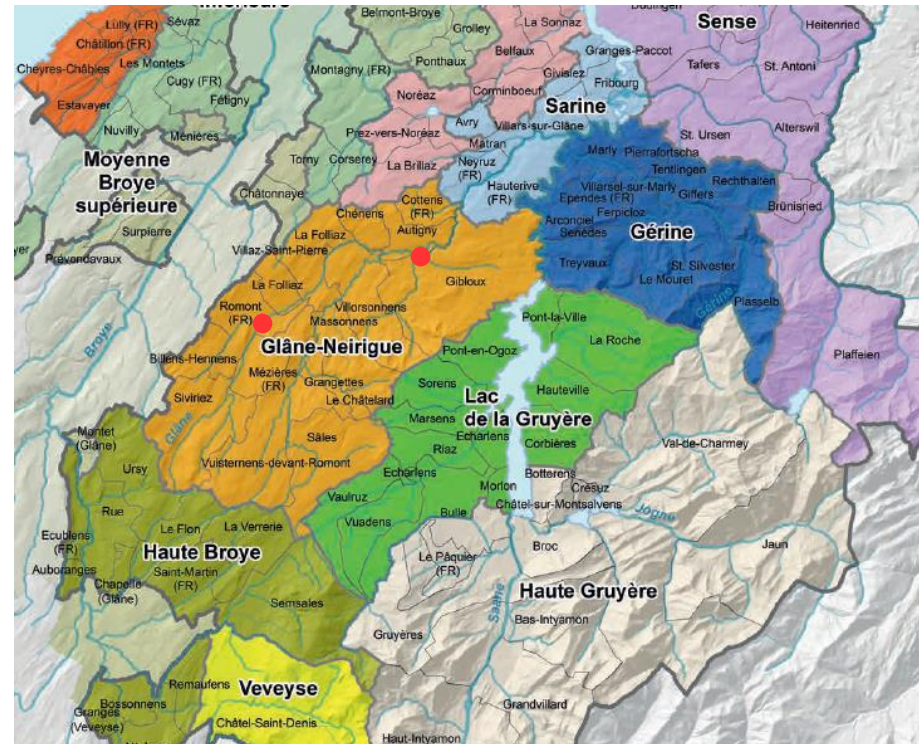 Lully (FR)
Sévaz
Châtillon (FR)
Cheyres-Châbles
Les Montets
Cugy (FR)
Estavayer
Fétigny
Nuvilly
Ménières
Moyenne
Broye
supérieure
Surpierre
Prévondavaux
Broye
Belmont-Broye
Grolley
Ponthaux
Montagny (FR)
Torny
Corserey
Châtonnaye
La Sonnaz
Belfaux
Givisiez
Corminboeuf
Noréaz
Prez-vers-Noréaz
La Brillaz
Granges-Paccot
Fribourg
Sarine
Avry
Villars-sur-Glâne
Matran
Neyruz
(FR)
Hauterive
(FR)
Sense
Heitenried
Tafers
St. Antoni
St. Ursen
Alterswil
Rechthalten
Brünisried
Plaffeien
Marly
Pierrafortscha
Tentlingen
Villarsel-sur-Marly
Giffers
Ependes (FR)
Ferpicloz
Arconciel
Senèdes
Gérine
Treyvaux
St. Silvester
Le Mouret
Gérine
Plasselb
Cottens
(FR)
Chénens
Autigny
La Folliaz
Villaz-Saint-Pierre
Gibloux
La Folliaz
Romont
(FR)
Villorsonnens
Massonnens
Glâne-Neirigue
Billens-Hennens
Mézières
(FR)
Grangettes
Le Châtelard
Siviriez
Glâne
Sâles
Vuisternens-devant-Romont
Pont-la-Ville
La Roche
Pont-en-Ogoz
Sorens
Hauteville
Lac
de la Gruyère
Marsens
Echarlens
Riaz
Corbières
Echarlens
Botterens
Morlon
Vaulruz
Bulle
Vuadens
Crésuz
Châtel-sur-Montsalvens
Val-de-Charmey
Jogne
Jaun
Broc
Le Pâquier
(FR)
Haute Gruyère
Saane
Bas-Intyamon
Gruyères
Grandvillard
Haut-Intyamon
Montet
(Glâne)
Ursy
Rue
Ecublens
(FR)
Auboranges
Le Flon
La Verrerie
Haute Broye
Saint-Martin
(FR)
Chapelle
(Glâne)
Semsales
Remaufens
Veveyse
Bossonnens
Granges
(Veveyse)
Châtel-Saint-Denis